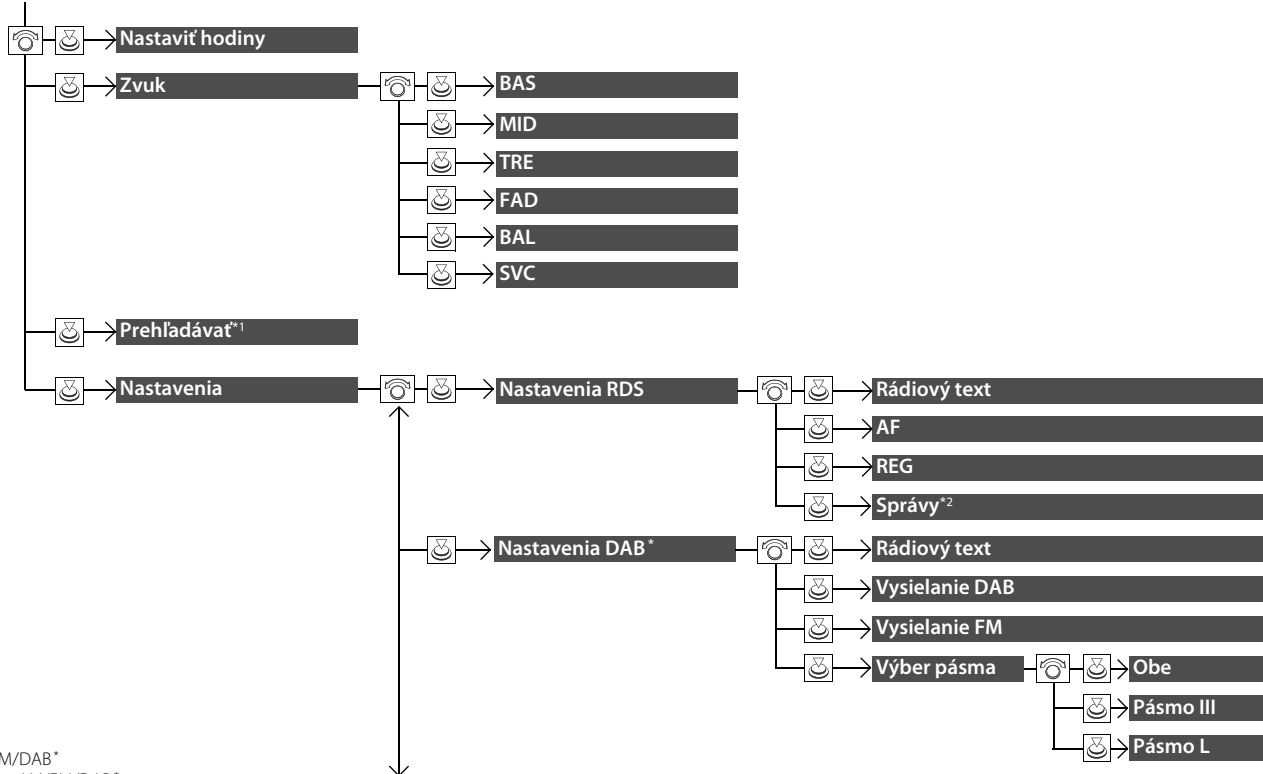 Nastaviť hodiny
Zvuk
BAS
MID
TRE
FAD
BAL
SVC
Prehľadávať*1
Nastavenia
Nastavenia RDS
Rádiový text
AF
REG
Správy*2
Nastavenia DAB*
Rádiový text
Vysielanie DAB
Vysielanie FM
Výber pásma
Obe
Pásmo III
Pásmo L
M/DAB*